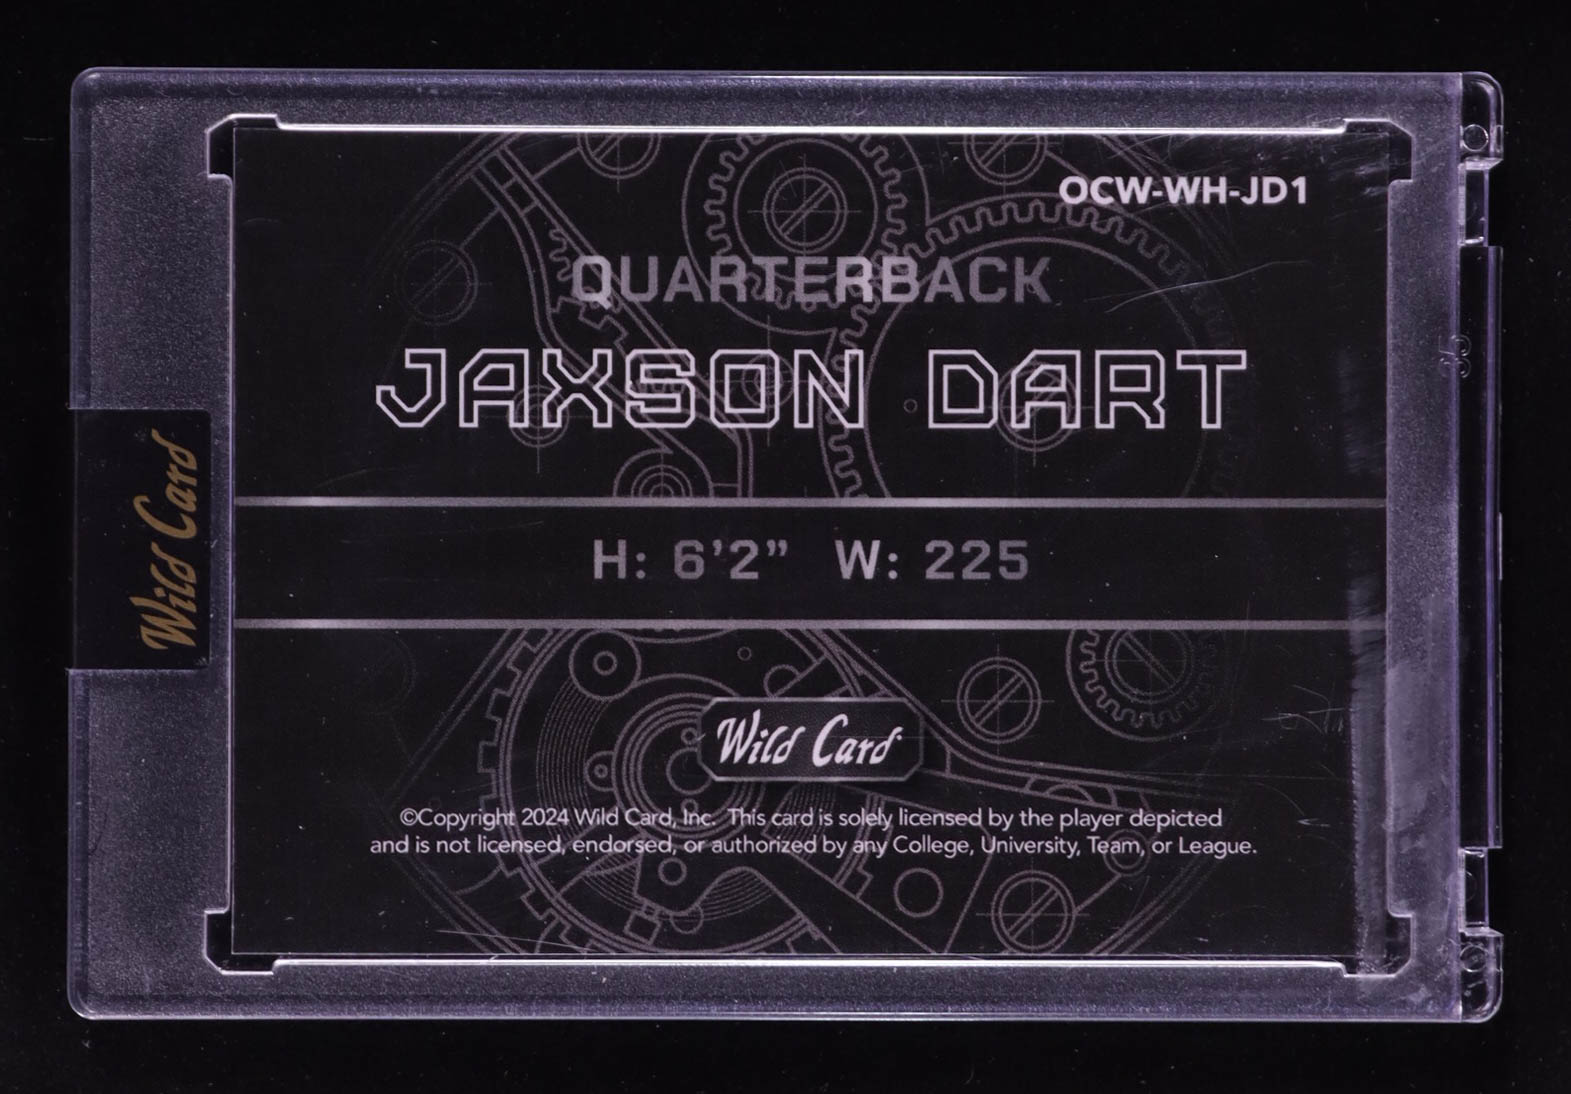 OCW-WH-JD1
QUARTERBACK
JAXSON DART
H: 6'2” W: 225
Wild Card
Wild Card
©Copyright 2024 Wild Card, Inc. This card is solely licensed by the player depicted
and is not licensed, endorsed, or authorized by any College, University, Team, or League.